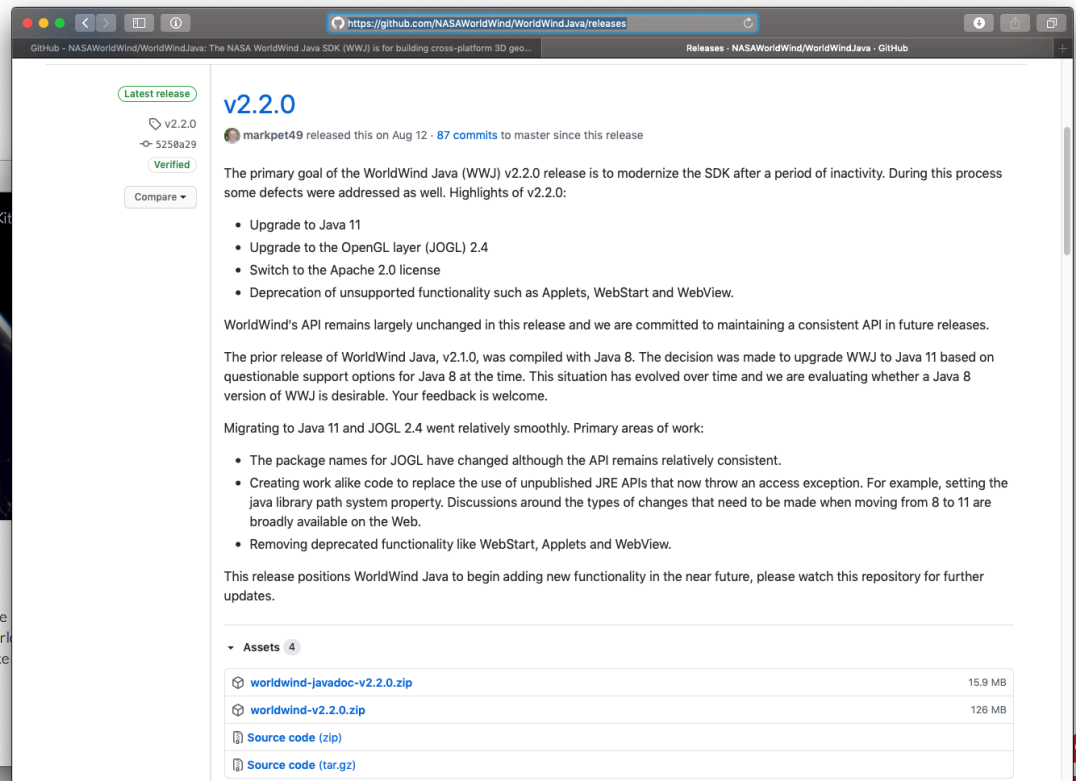 https://github.com/NASAWorldWind/WorldWindJava/releases
GitHub - NASAWorldWind/WorldWindJava: The NASA WorldWind Java SDK (WWJ) is for building cross-platform 3D geo...
Releases · NASAWorldWind/WorldWindJava · GitHub
Latest release
v2.2.0
5250a29
Verified
Compare
v2.2.0
markpet49 released this on Aug 12 · 87 commits to master since this release
The primary goal of the WorldWind Java (WWJ) v2.2.0 release is to modernize the SDK after a period of inactivity. During this process
some defects were addressed as well. Highlights of v2.2.0:
• Upgrade to Java 11
• Upgrade to the OpenGL layer (JOGL) 2.4
• Switch to the Apache 2.0 license
• Deprecation of unsupported functionality such as Applets, WebStart and WebView.
WorldWind's API remains largely unchanged in this release and we are committed to maintaining a consistent API in future releases.
The prior release of WorldWind Java, v2.1.0, was compiled with Java 8. The decision was made to upgrade WWJ to Java 11 based on
questionable support options for Java 8 at the time. This situation has evolved over time and we are evaluating whether a Java 8
version of WWJ is desirable. Your feedback is welcome.
Migrating to Java 11 and JOGL 2.4 went relatively smoothly. Primary areas of work:
• The package names for JOGL have changed although the API remains relatively consistent.
• Creating work alike code to replace the use of unpublished JRE APIs that now throw an access exception. For example, setting the
java library path system property. Discussions around the types of changes that need to be made when moving from 8 to 11 are
broadly available on the Web.
• Removing deprecated functionality like WebStart, Applets and WebView.
This release positions WorldWind Java to begin adding new functionality in the near future, please watch this repository for further
updates.
Assets 4
worldwind-javadoc-v2.2.0.zip 15.9 MB
worldwind-v2.2.0.zip 126 MB
Source code (zip)
Source code (tar.gz)